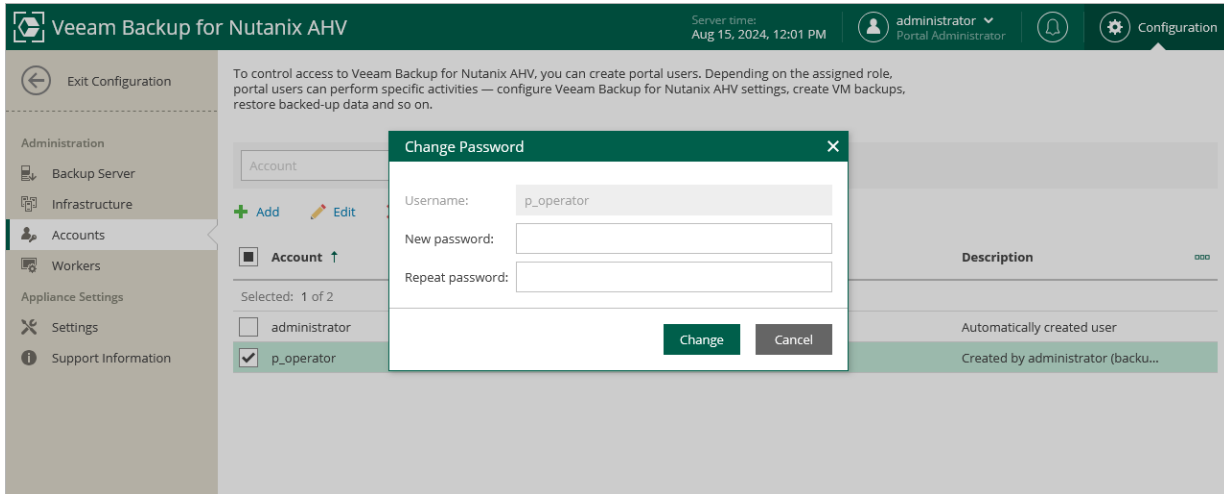 Veeam Backup for Nutanix AHV
Server time:
Aug 15, 2024, 12:01 PM
administrator
Portal Administrator
Configuration
Exit Configuration
To control access to Veeam Backup for Nutanix AHV, you can create portal users. Depending on the assigned role,
portal users can perform specific activities — configure Veeam Backup for Nutanix AHV settings, create VM backups,
restore backed-up data and so on.
Administration
Backup Server
Infrastructure
Accounts
Workers
Appliance Settings
Settings
Support Information
Account
Add Edit
Account ↑ Description
Selected: 1 of 2
administrator Automatically created user
p_operator Created by administrator (backu...
Change Password
Username: p_operator
New password:
Repeat password:
Change Cancel